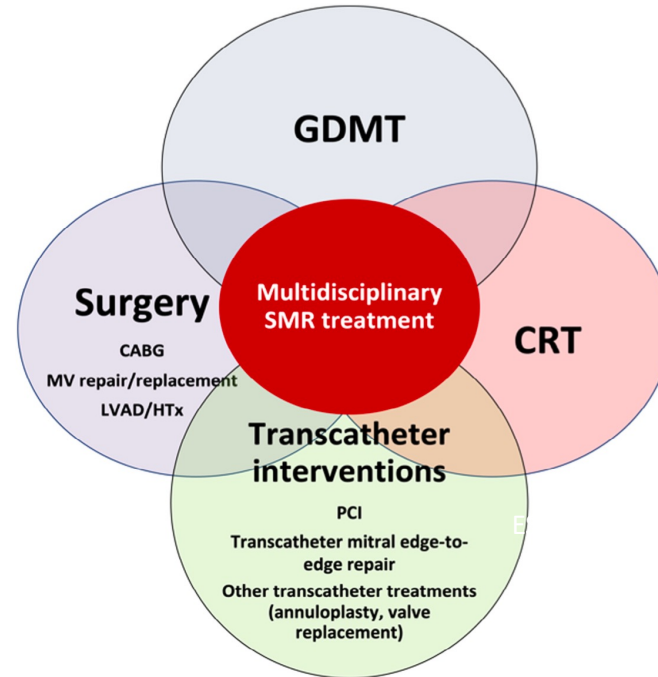 GDMT
Multidisciplinary
SMR treatment
Surgery
CABG
MV repair/replacement
LVAD/HTx
CRT
Transcatheter
interventions
PCI
Transcatheter mitral edge-to-
edge repair
Other transcatheter treatments
(annuloplasty, valve
replacement)